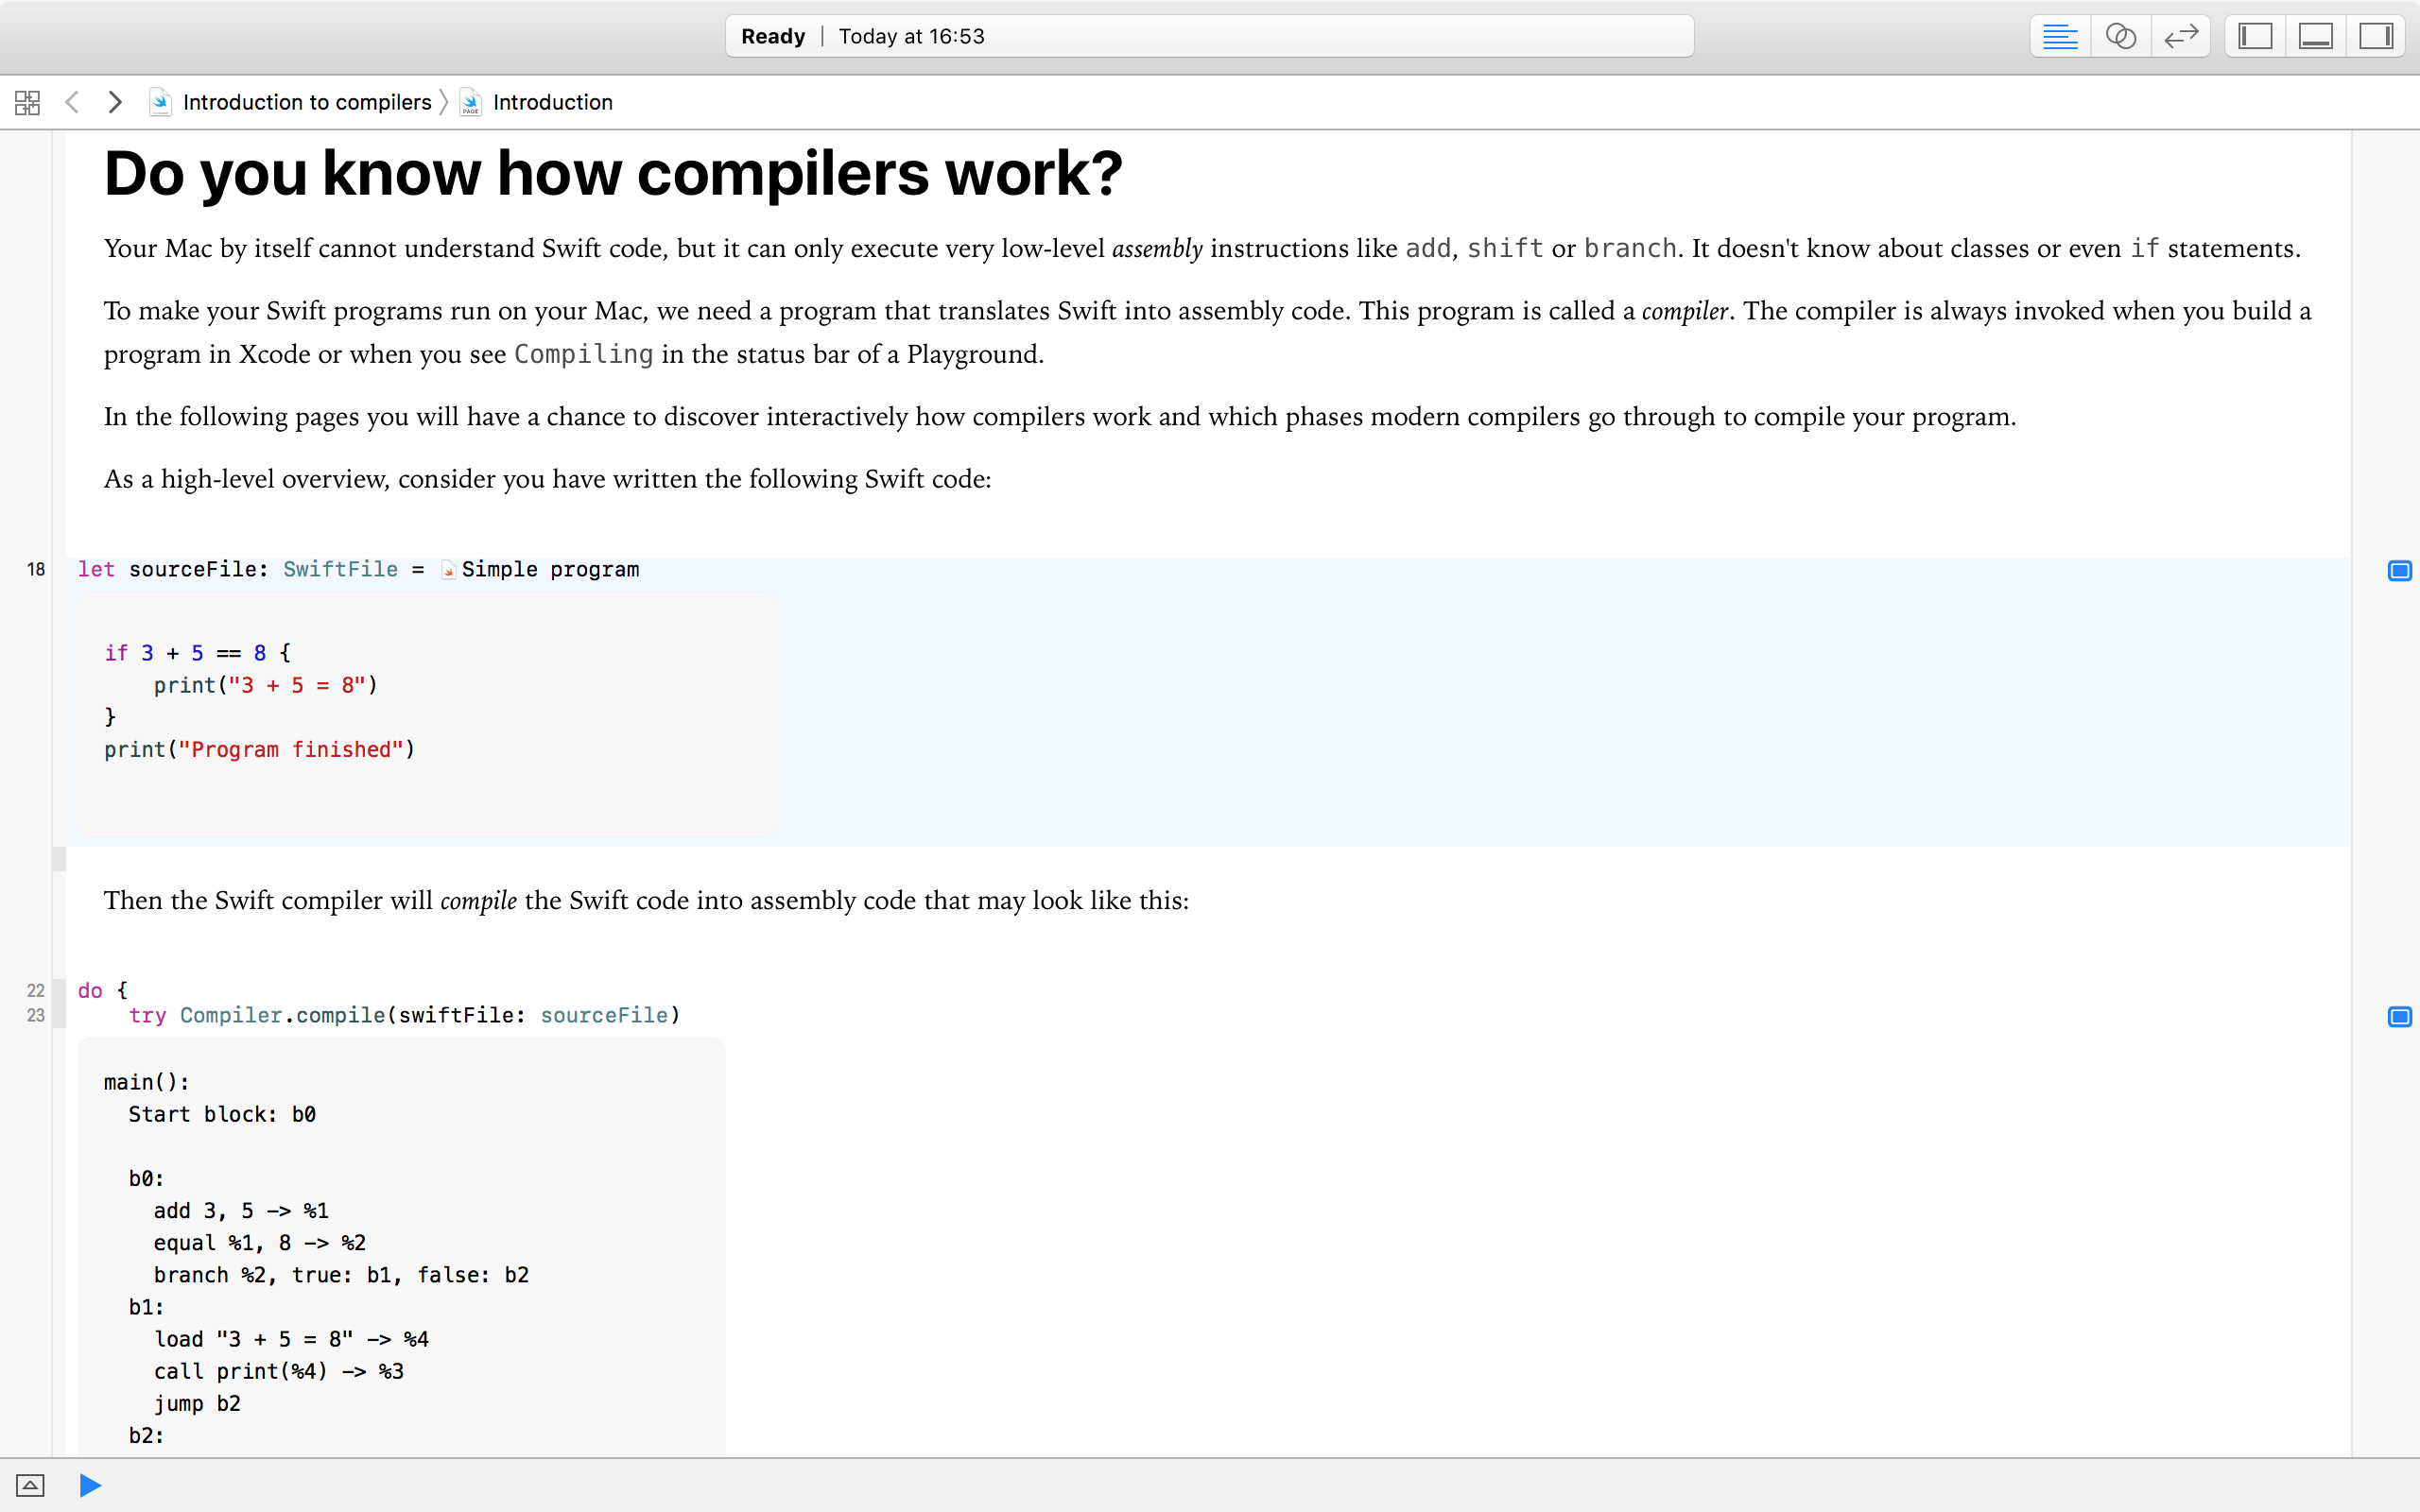 Ready | Today at 16:53
Introduction to compilers 〉 Introduction
Do you know how compilers work?
Your Mac by itself cannot understand Swift code, but it can only execute very low-level assembly instructions like add, shift or branch. It doesn't know about classes or even if statements.
To make your Swift programs run on your Mac, we need a program that translates Swift into assembly code. This program is called a compiler. The compiler is always invoked when you build a
program in Xcode or when you see Compiling in the status bar of a Playground.
In the following pages you will have a chance to discover interactively how compilers work and which phases modern compilers go through to compile your program.
As a high-level overview, consider you have written the following Swift code:
18 let sourceFile: SwiftFile = Simple program
if 3 + 5 == 8 {
    print("3 + 5 = 8")
}
print("Program finished")
Then the Swift compiler will compile the Swift code into assembly code that may look like this:
22 do {
23     try Compiler.compile(swiftFile: sourceFile)
main():
  Start block: b0
  b0:
    add 3, 5 -> %1
    equal %1, 8 -> %2
    branch %2, true: b1, false: b2
  b1:
    load "3 + 5 = 8" -> %4
    call print(%4) -> %3
    jump b2
  b2: